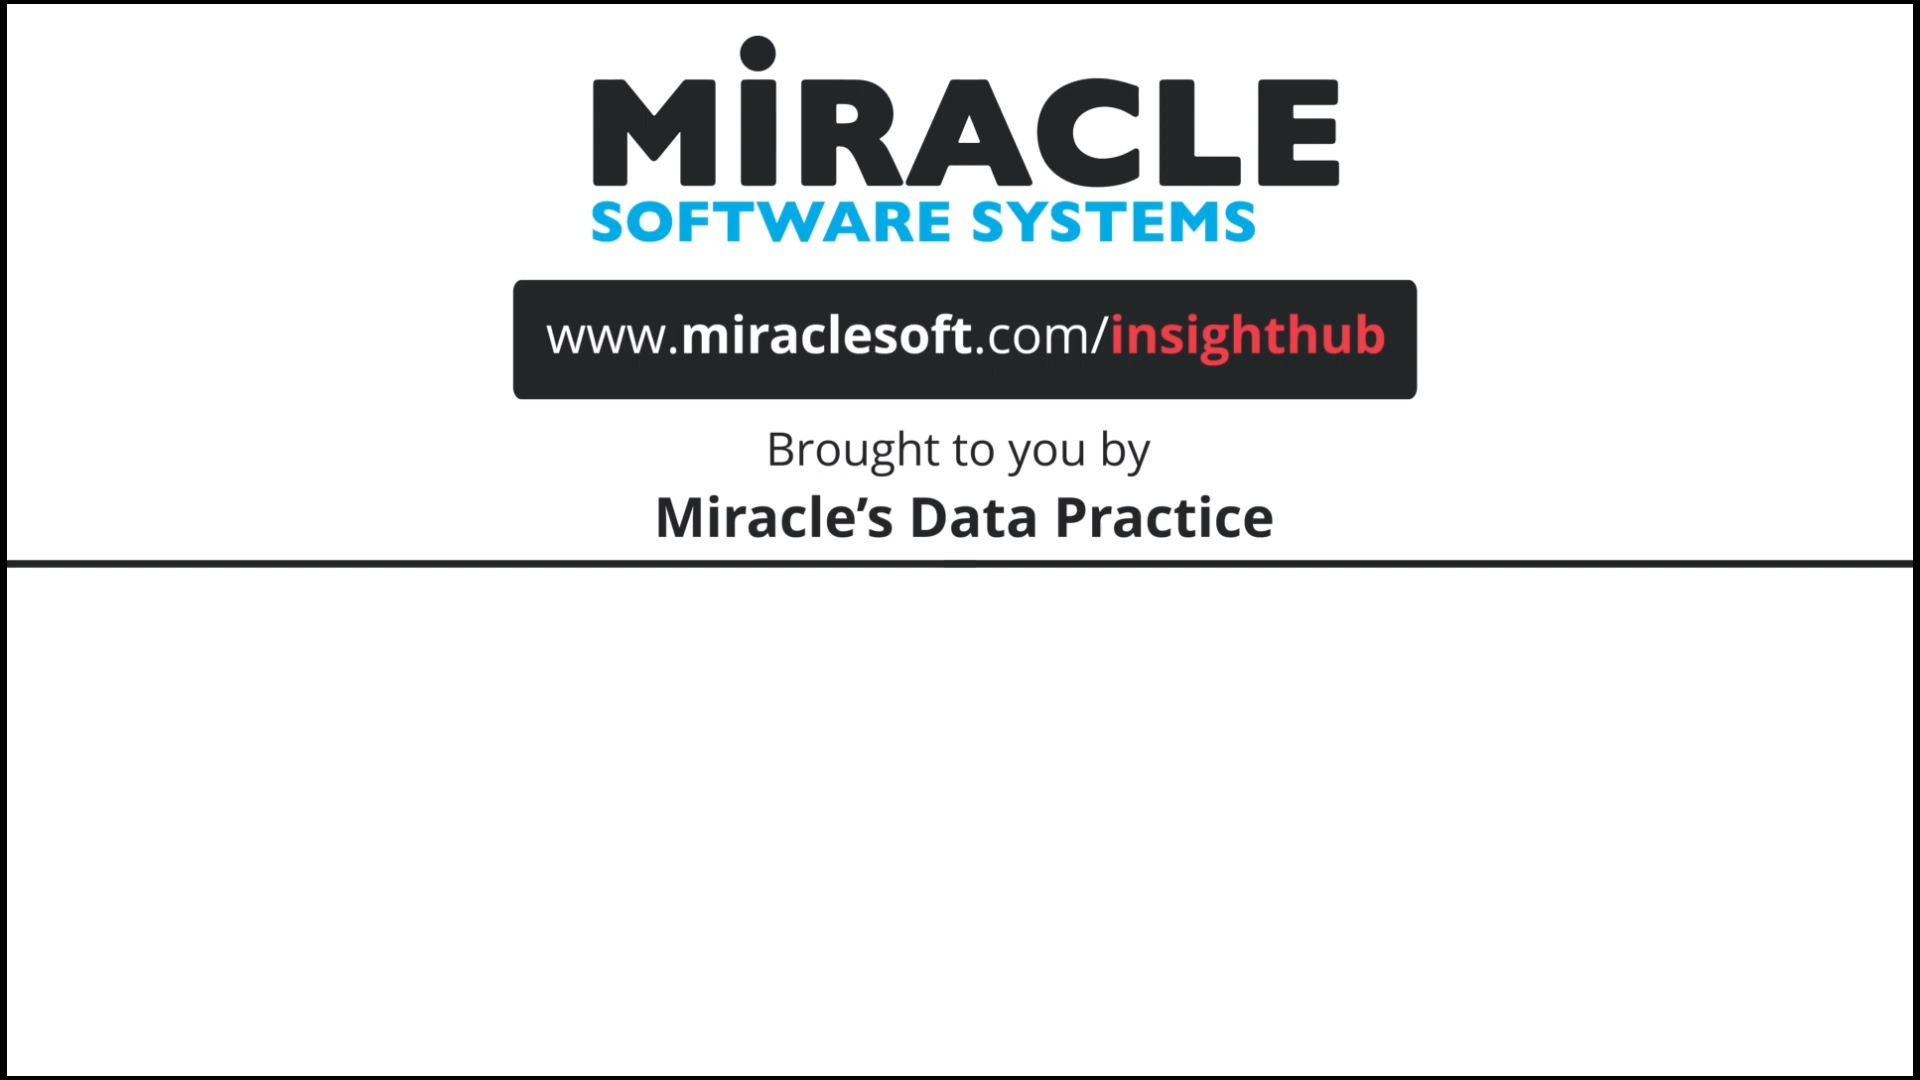 MiRACLE
SOFTWARE SYSTEMS
www.miraclesoft.com/insighthub
Brought to you by
Miracle’s Data Practice